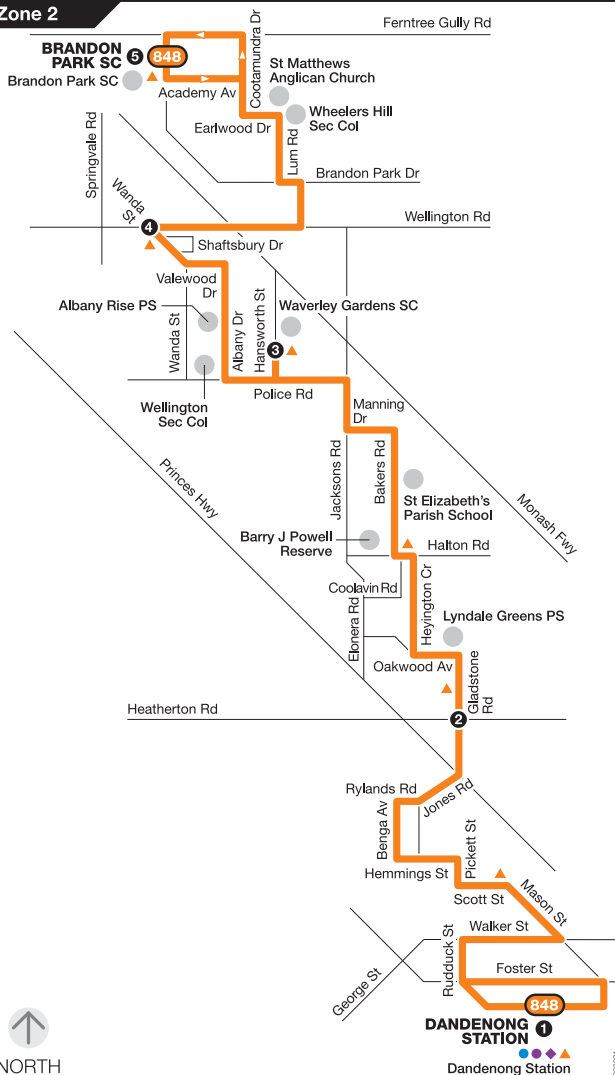 Zone 2
Ferntree Gully Rd
BRANDON
PARK SC
5
848
Brandon Park SC
Cootamundra Dr
St Matthews
Anglican Church
Academy Av
Wheelers Hill
Sec Col
Earlwood Dr
Lum Rd
Springvale Rd
Brandon Park Dr
Wanda
St
Wellington Rd
4
Shaftsbury Dr
Valewood
Dr
Albany Rise PS
Waverley Gardens SC
Hansworth St
Albany Dr
Wanda St
3
Police Rd
Wellington
Sec Col
Manning
Dr
Princes Hwy
Jacksons Rd
Bakers Rd
St Elizabeth's
Parish School
Monash Fwy
Barry J Powell
Reserve
Halton Rd
Coolavin Rd
Heyington Cr
Elonera Rd
Lyndale Greens PS
Oakwood Av
Gladstone
Rd
Heatherton Rd
2
Rylands Rd
Jones Rd
Benga Av
Pickett St
Hemmings St
Scott St
Mason St
Walker St
Rudduck St
Foster St
George St
848
DANDENONG
STATION
1
Dandenong Station
NORTH